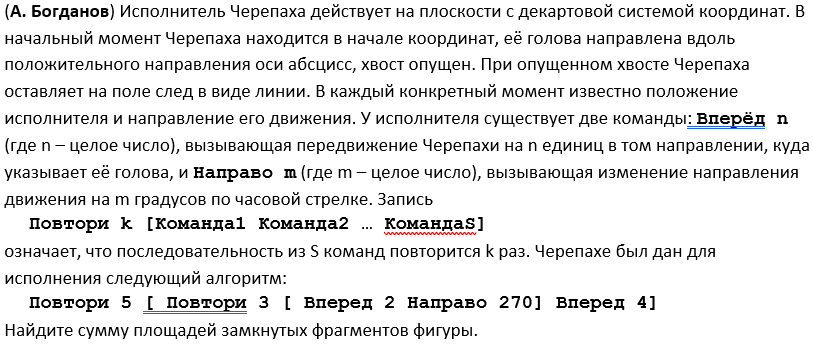 (А. Богданов) Исполнитель Черепаха действует на плоскости с декартовой системой координат. В
начальный момент Черепаха находится в начале координат, её голова направлена вдоль
положительного направления оси абсцисс, хвост опущен. При опущенном хвосте Черепаха
оставляет на поле след в виде линии. В каждый конкретный момент известно положение
исполнителя и направление его движения. У исполнителя существует две команды: Вперёд n
(где n – целое число), вызывающая передвижение Черепахи на n единиц в том направлении, куда
указывает её голова, и Направо m (где m – целое число), вызывающая изменение направления
движения на m градусов по часовой стрелке. Запись
Повтори k [Команда1 Команда2 … КомандаS]
означает, что последовательность из S команд повторится k раз. Черепахе был дан для
исполнения следующий алгоритм:
Повтори 5 [ Повтори 3 [ Вперед 2 Направо 270] Вперед 4]
Найдите сумму площадей замкнутых фрагментов фигуры.